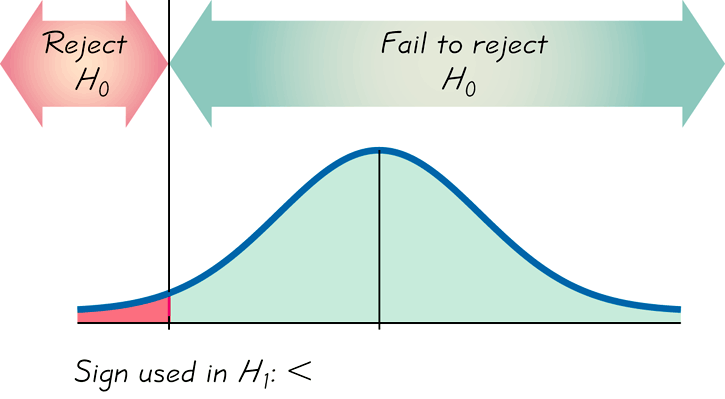 Reject
H₀
Fail to reject
H₀
Sign used in H₁: <